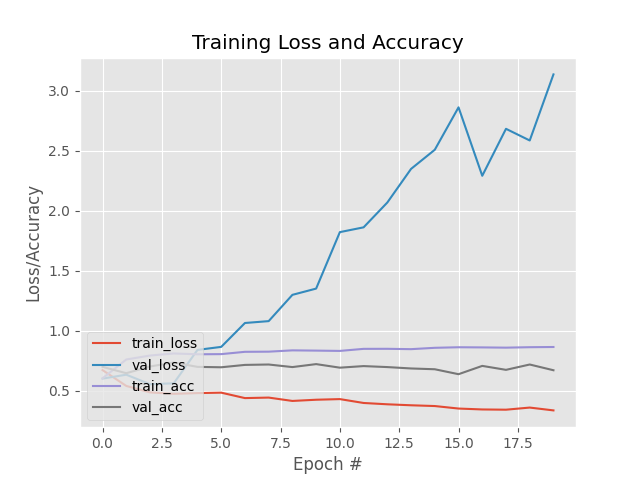 Training Loss and Accuracy
Loss/Accuracy
3.0
2.5
2.0
1.5
1.0
0.5
train_loss
val_loss
train_acc
val_acc
0.0 2.5 5.0 7.5 10.0 12.5 15.0 17.5
Epoch #